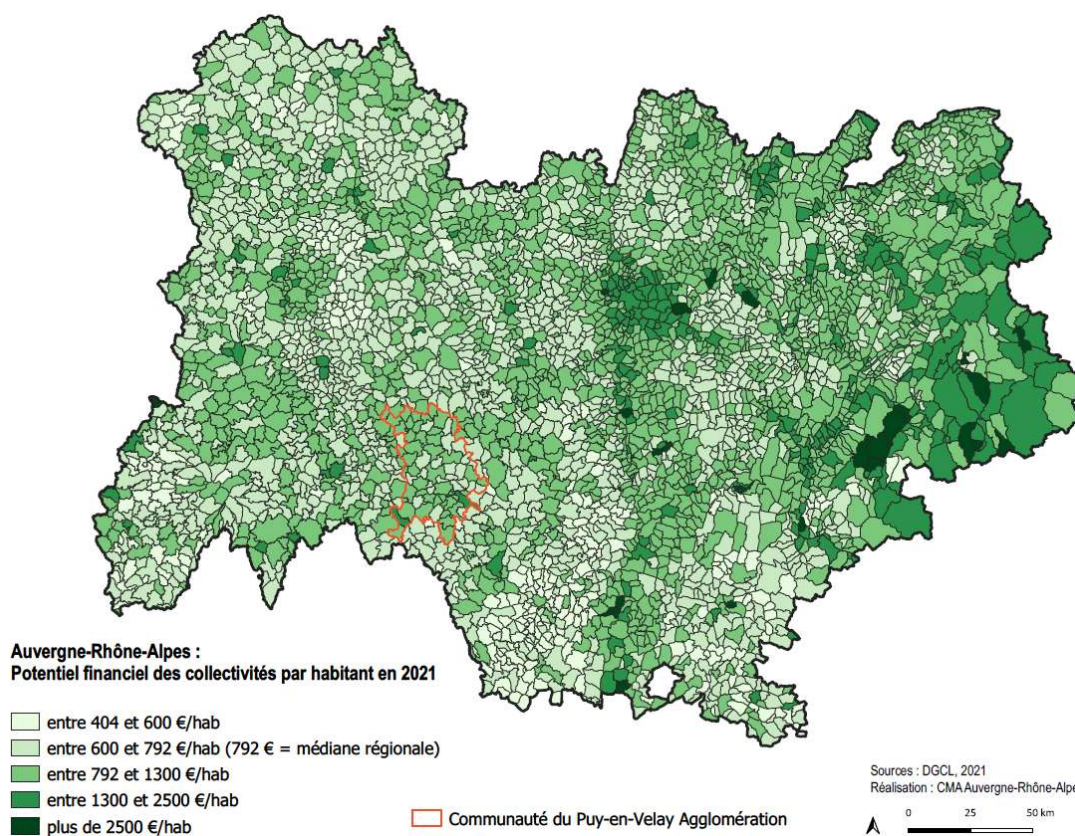 Auvergne-Rhône-Alpes :
Potentiel financier des collectivités par habitant en 2021
entre 404 et 600 €/hab
entre 600 et 792 €/hab (792 € = médiane régionale)
entre 792 et 1300 €/hab
entre 1300 et 2500 €/hab
plus de 2500 €/hab
Communauté du Puy-en-Velay Agglomération
Sources : DGCL, 2021
Réalisation : CMA Auvergne-Rhône-Alpe
0 25 50 km